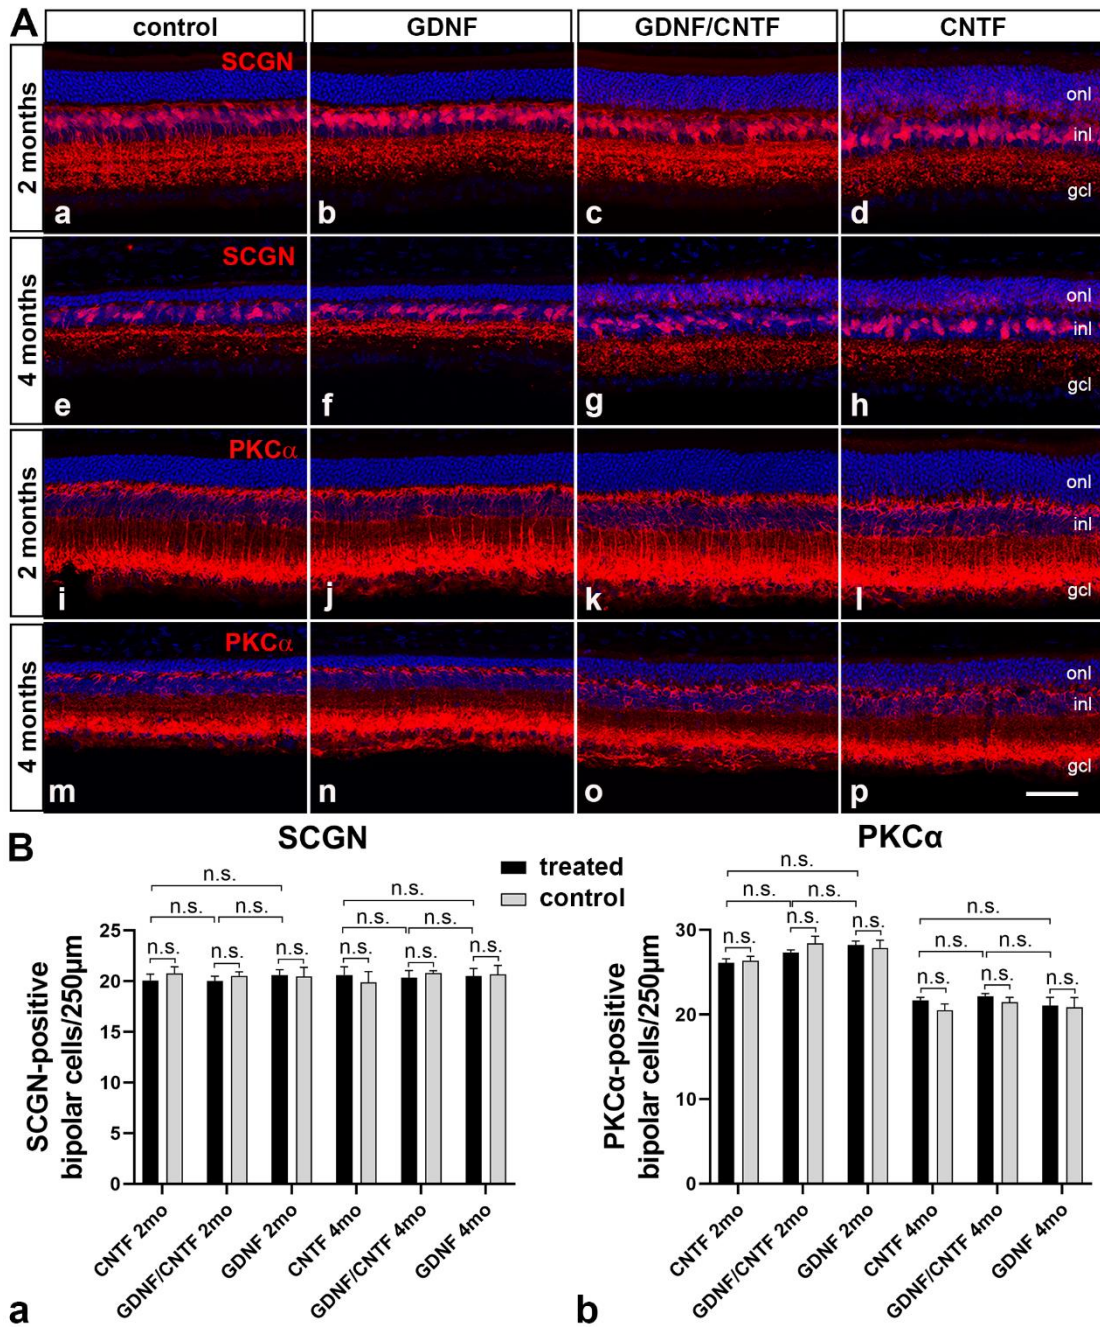 A
control GDNF GDNF/CNTF CNTF
2 months
SCGN
onl
inl
gcl
a b c d
4 months
SCGN
onl
inl
gcl
e f g h
2 months
PKCα
onl
inl
gcl
i j k l
4 months
PKCα
onl
inl
gcl
m n o p
B
SCGN
treated
control
n.s.
n.s. n.s.
n.s. n.s. n.s.
n.s.
n.s. n.s.
n.s. n.s. n.s.
SCGN-positive
bipolar cells/250µm
25
20
15
10
5
0
CNTF 2mo
GDNF/CNTF 2mo
GDNF 2mo
CNTF 4mo
GDNF/CNTF 4mo
GDNF 4mo
a
PKCα
n.s.
n.s. n.s.
n.s. n.s. n.s.
n.s.
n.s. n.s.
n.s. n.s. n.s.
PKCα-positive
bipolar cells/250µm
30
20
10
0
CNTF 2mo
GDNF/CNTF 2mo
GDNF 2mo
CNTF 4mo
GDNF/CNTF 4mo
GDNF 4mo
b